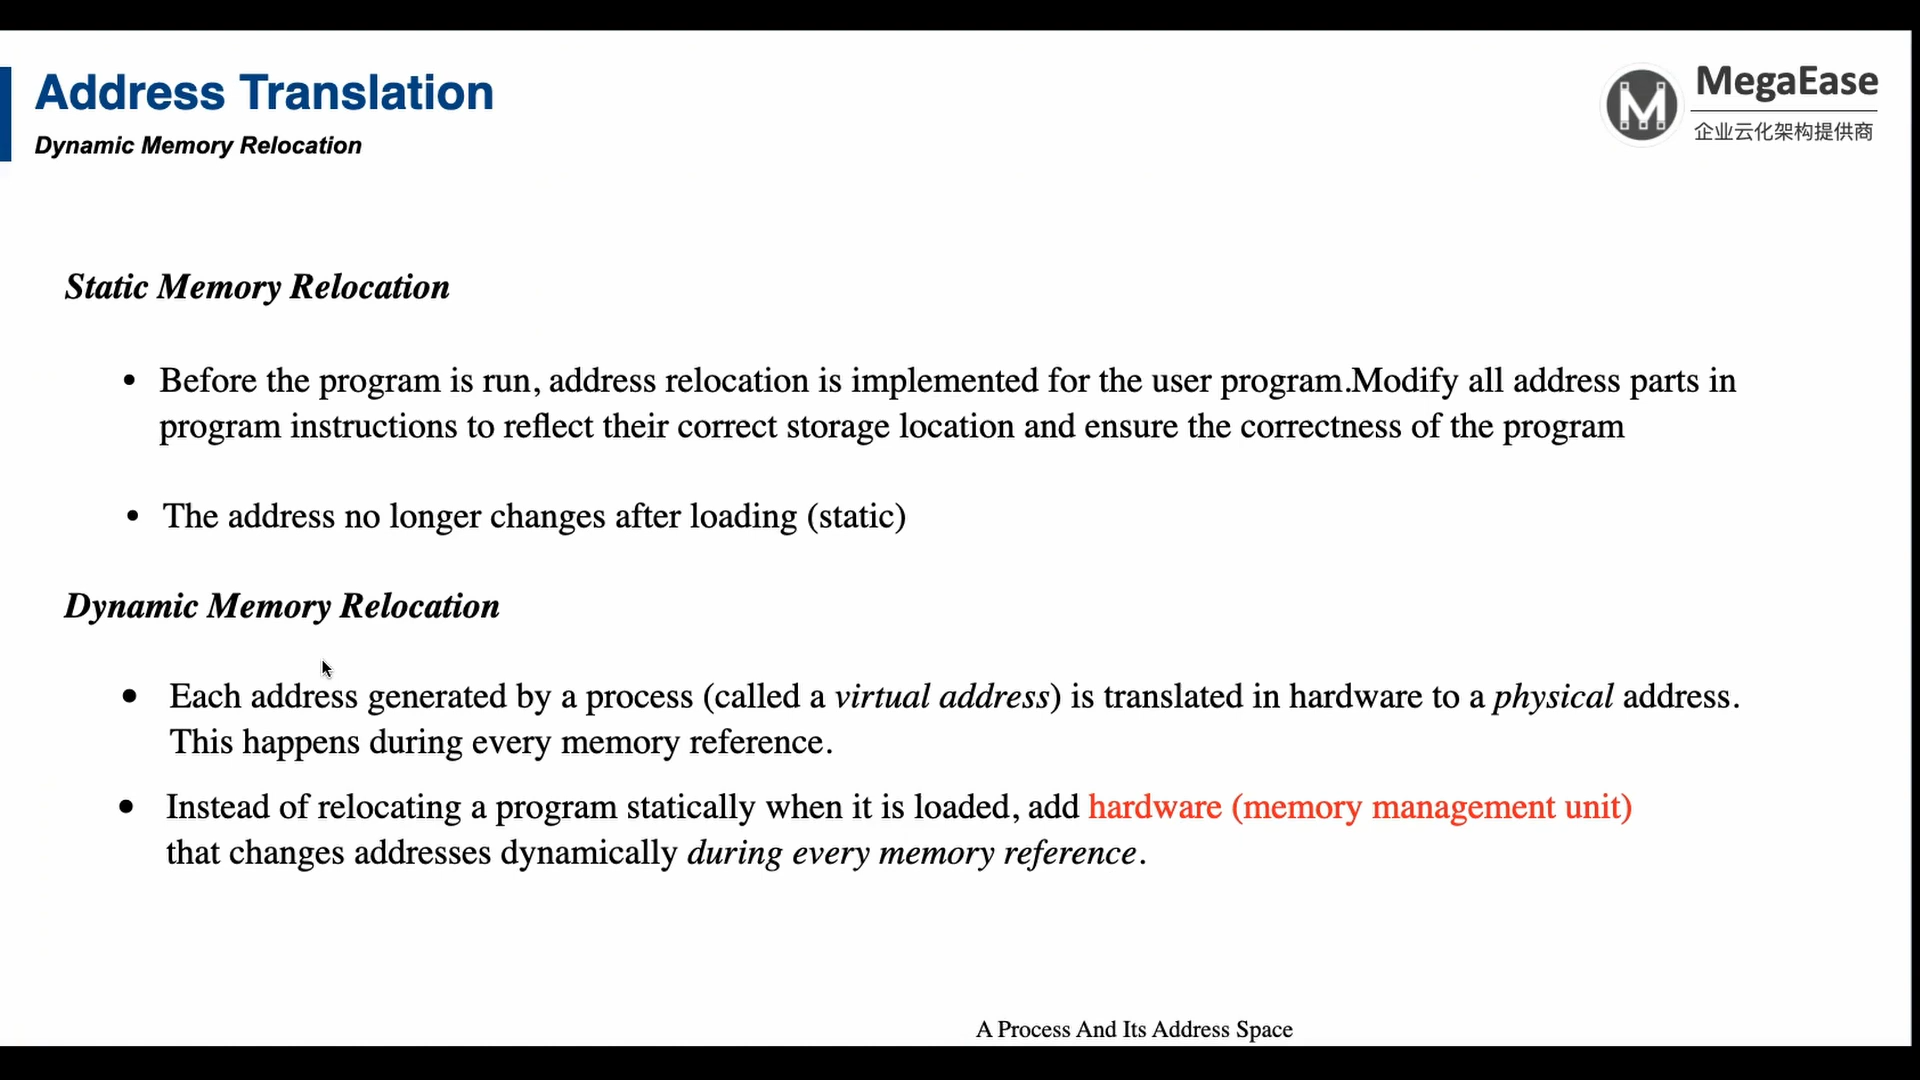 Address Translation
Dynamic Memory Relocation
MegaEase
企业云化架构提供商
Static Memory Relocation
• Before the program is run, address relocation is implemented for the user program.Modify all address parts in
program instructions to reflect their correct storage location and ensure the correctness of the program
• The address no longer changes after loading (static)
Dynamic Memory Relocation
• Each address generated by a process (called a virtual address) is translated in hardware to a physical address.
This happens during every memory reference.
• Instead of relocating a program statically when it is loaded, add hardware (memory management unit)
that changes addresses dynamically during every memory reference.
A Process And Its Address Space